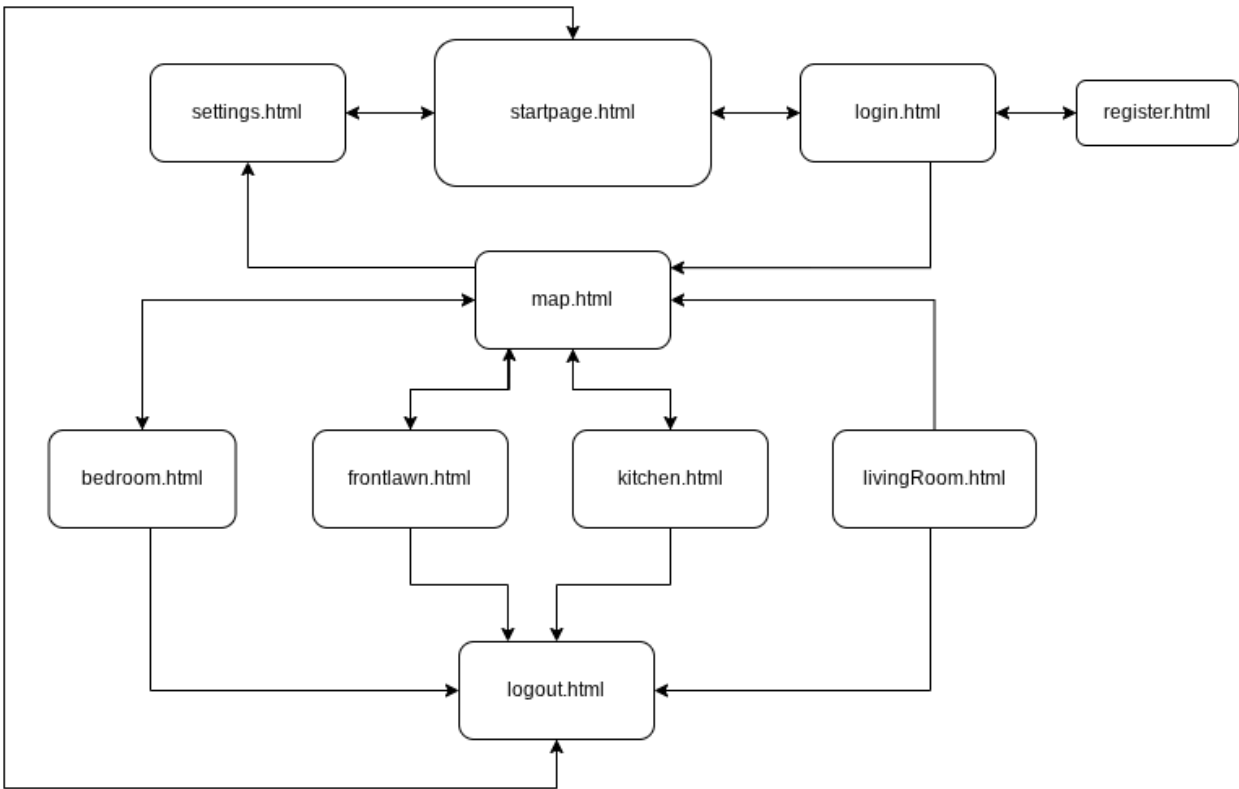 settings.html
startpage.html
login.html
register.html
map.html
bedroom.html
frontlawn.html
kitchen.html
livingRoom.html
logout.html